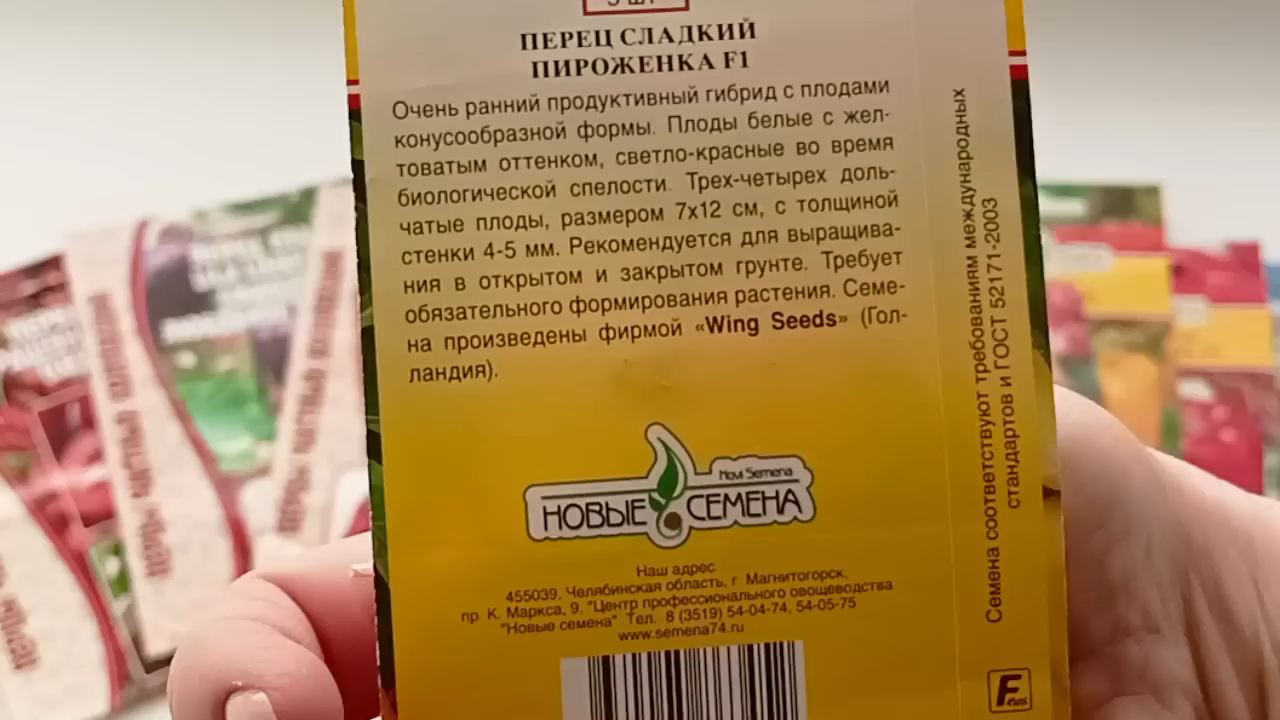 5 шт
ПЕРЕЦ СЛАДКИЙ
ПИРОЖЕНКА F1
Очень ранний продуктивный гибрид с плодами
конусообразной формы. Плоды белые с жел-
товатым оттенком, светло-красные во время
биологической спелости. Трех-четырех доль-
чатые плоды, размером 7х12 см, с толщиной
стенки 4-5 мм. Рекомендуется для выращива-
ния в открытом и закрытом грунте. Требует
обязательного формирования растения. Семе-
на произведены фирмой «Wing Seeds» (Гол-
ландия).
Novi Semena
НОВЫЕ СЕМЕНА
Наш адрес
455039, Челябинская область, г Магнитогорск,
пр К. Маркса, 9, "Центр профессионального овощеводства
"Новые семена" Тел. 8 (3519) 54-04-74, 54-05-75
www.semena74.ru
Семена соответствуют требованиям международных
стандартов и ГОСТ 52171-2003
F